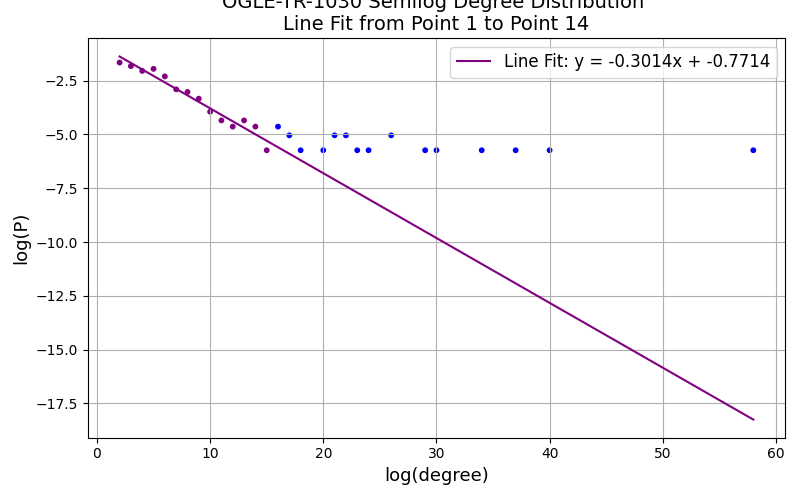 OGLE-TR-1030 Semilog Degree Distribution
Line Fit from Point 1 to Point 14
Line Fit: y = -0.3014x + -0.7714
−2.5
−5.0
−7.5
−10.0
−12.5
−15.0
−17.5
log(P)
0 10 20 30 40 50 60
log(degree)